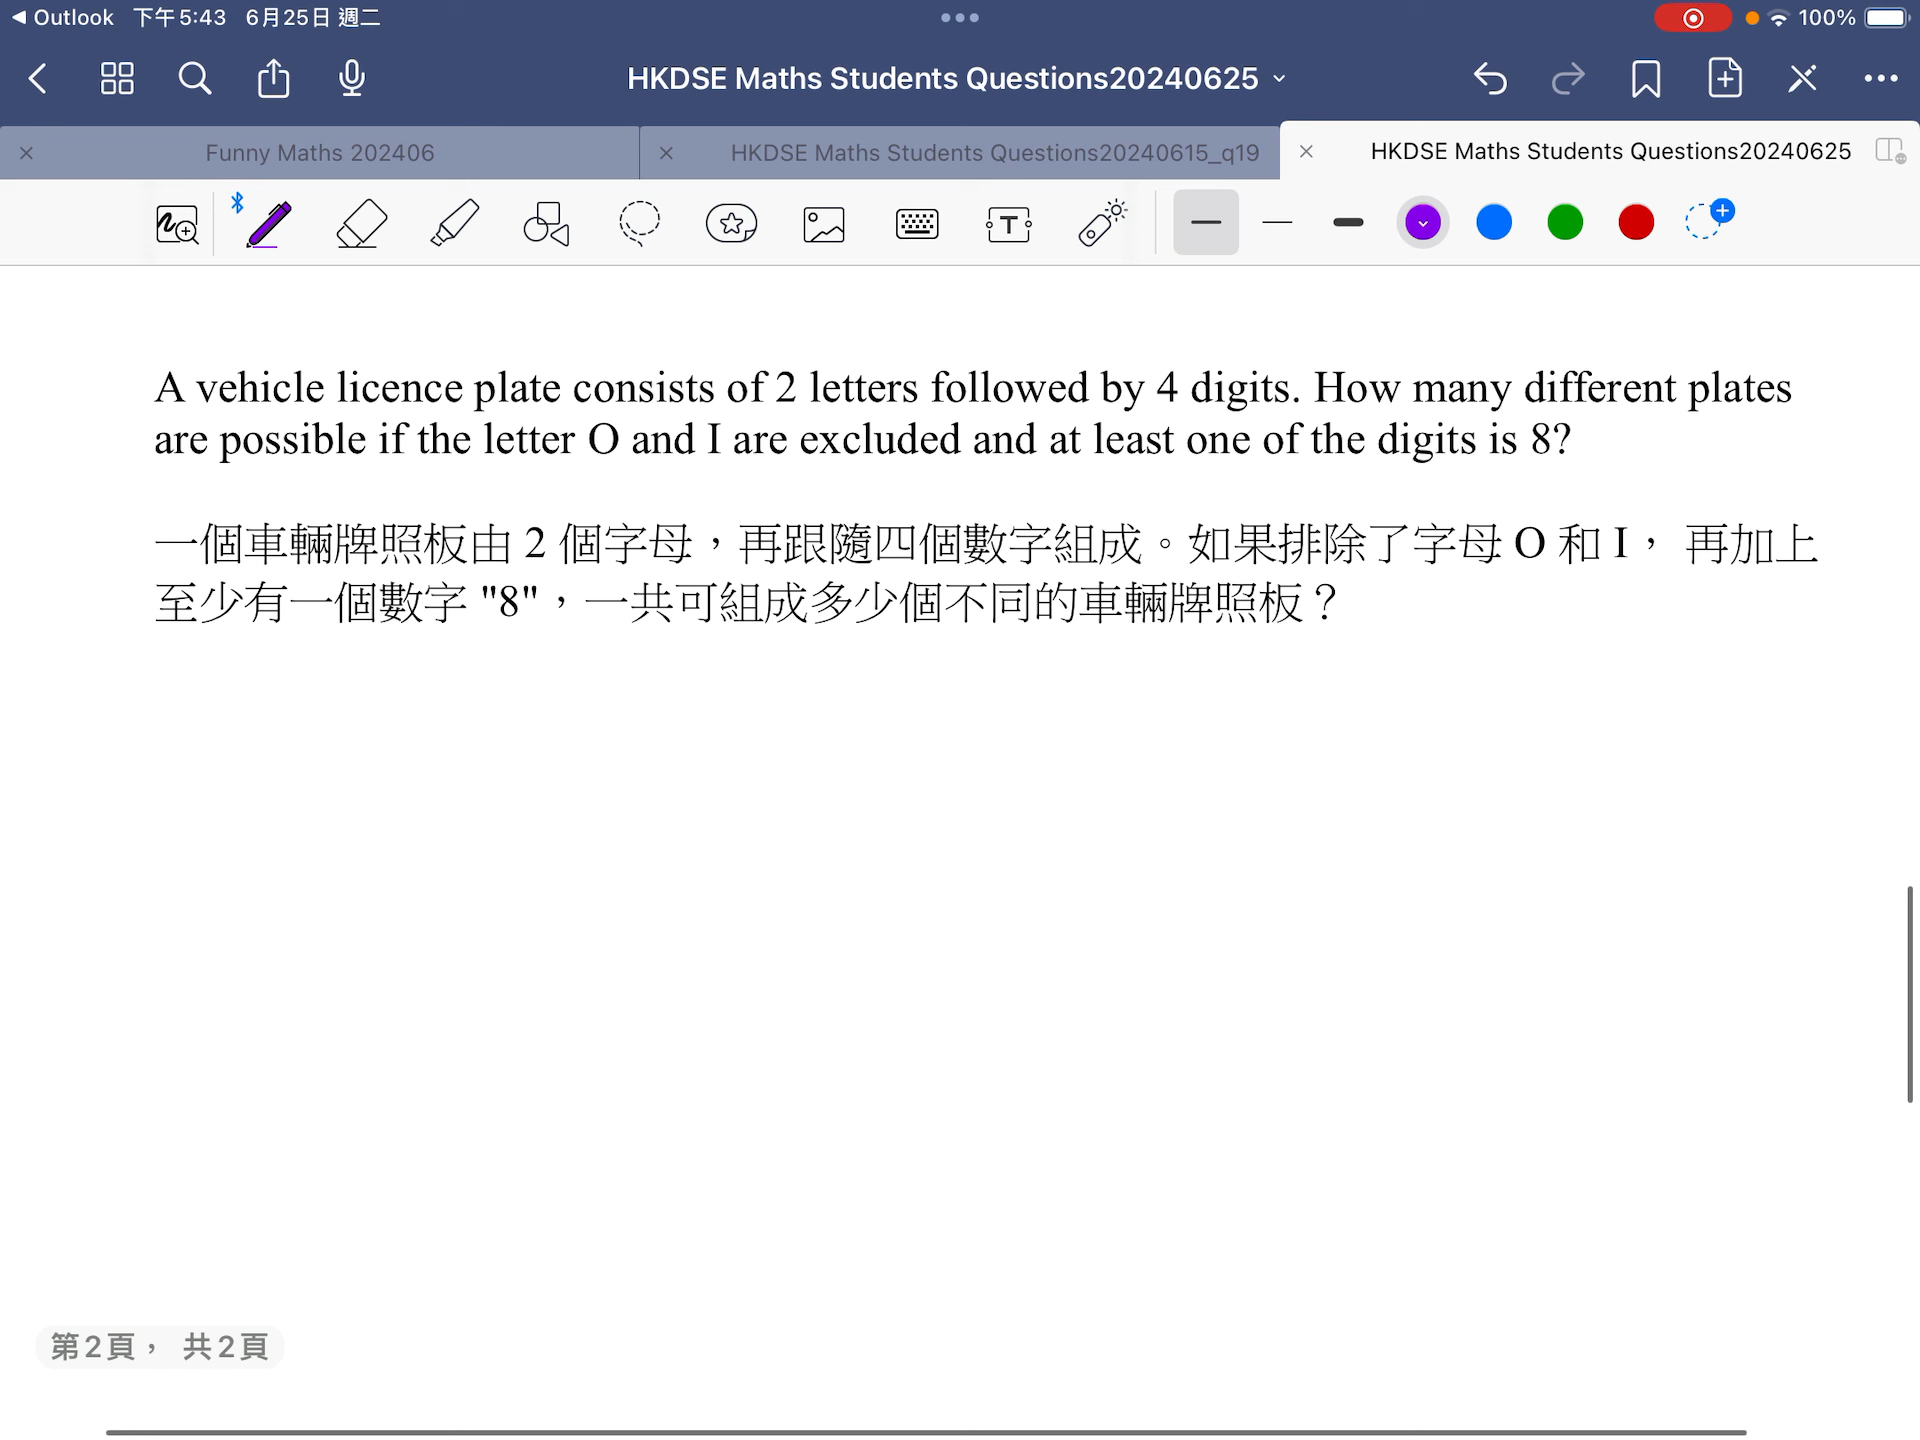 Outlook 下午5:43 6月25日 週二 100%
HKDSE Maths Students Questions20240625
Funny Maths 202406
HKDSE Maths Students Questions20240615_q19
HKDSE Maths Students Questions20240625
T
A vehicle licence plate consists of 2 letters followed by 4 digits. How many different plates
are possible if the letter O and I are excluded and at least one of the digits is 8?
一個車輛牌照板由 2 個字母，再跟隨四個數字組成。如果排除了字母 O 和 I， 再加上
至少有一個數字 "8"，一共可組成多少個不同的車輛牌照板？
第2頁， 共2頁